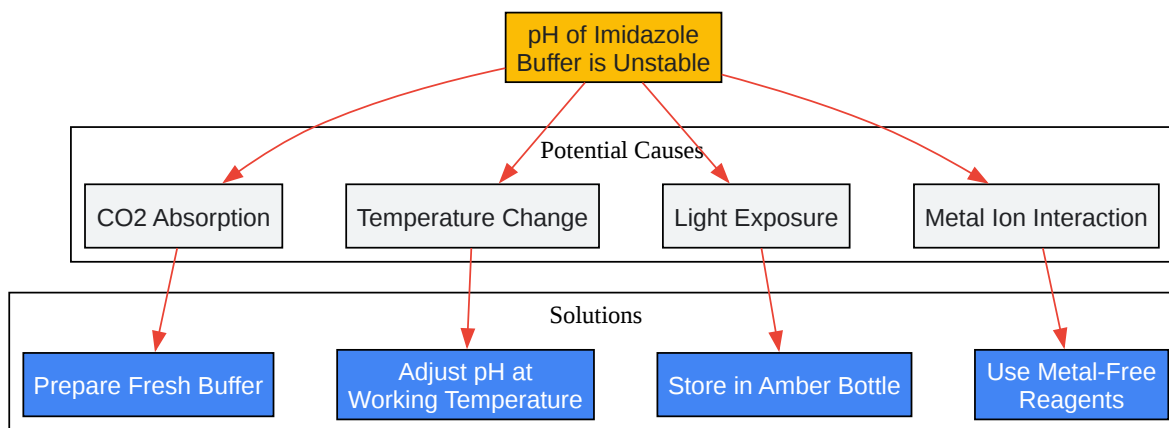 pH of Imidazole
Buffer is Unstable
Potential Causes
CO2 Absorption
Temperature Change
Light Exposure
Metal Ion Interaction
Solutions
Prepare Fresh Buffer
Adjust pH at
Working Temperature
Store in Amber Bottle
Use Metal-Free
Reagents